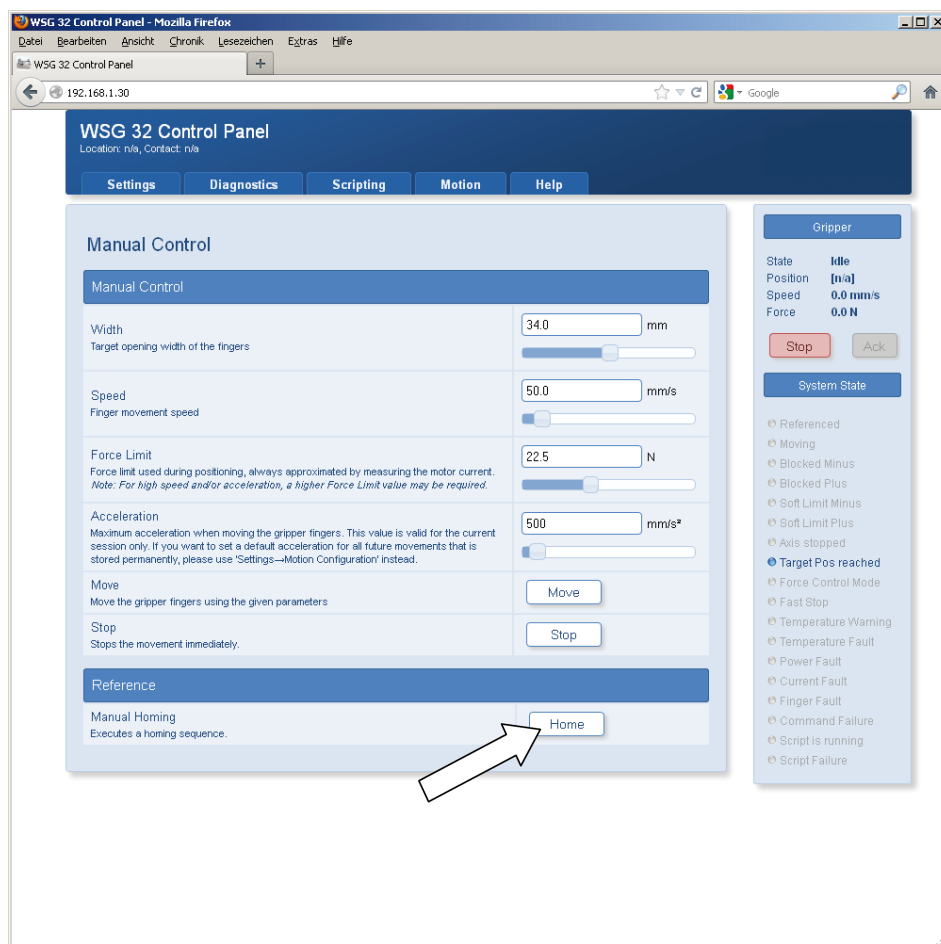 WSG 32 Control Panel - Mozilla Firefox
Datei Bearbeiten Ansicht Chronik Lesezeichen Extras Hilfe
WSG 32 Control Panel
192.168.1.30
Google
WSG 32 Control Panel
Location: n/a, Contact: n/a
Settings Diagnostics Scripting Motion Help
Manual Control
Manual Control
Width
Target opening width of the fingers
34.0 mm
Speed
Finger movement speed
50.0 mm/s
Force Limit
Force limit used during positioning, always approximated by measuring the motor current.
Note: For high speed and/or acceleration, a higher Force Limit value may be required.
22.5 N
Acceleration
Maximum acceleration when moving the gripper fingers. This value is valid for the current
session only. If you want to set a default acceleration for all future movements that is
stored permanently, please use 'Settings→Motion Configuration' instead.
500 mm/s²
Move
Move the gripper fingers using the given parameters
Move
Stop
Stops the movement immediately.
Stop
Reference
Manual Homing
Executes a homing sequence.
Home
Gripper
State Idle
Position [n/a]
Speed 0.0 mm/s
Force 0.0 N
Stop Ack
System State
Referenced
Moving
Blocked Minus
Blocked Plus
Soft Limit Minus
Soft Limit Plus
Axis stopped
Target Pos reached
Force Control Mode
Fast Stop
Temperature Warning
Temperature Fault
Power Fault
Current Fault
Finger Fault
Command Failure
Script is running
Script Failure